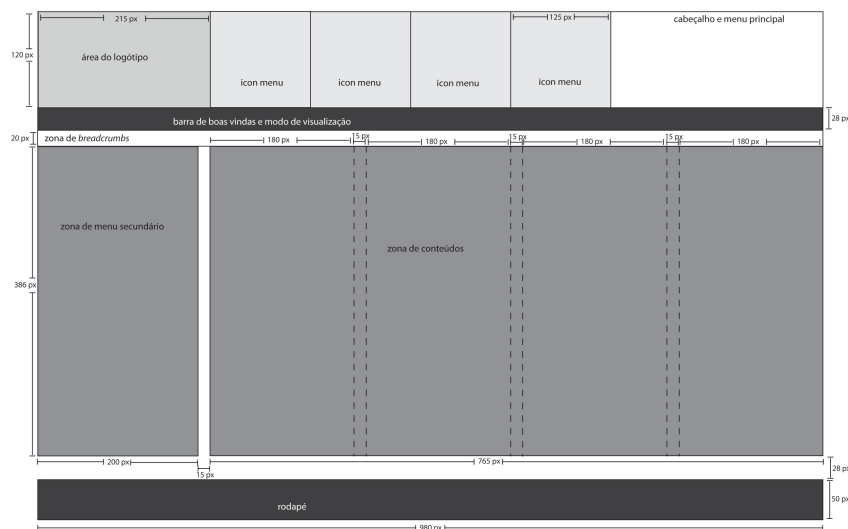 215 px
125 px
cabeçalho e menu principal
120 px
área do logótipo
icon menu
icon menu
icon menu
icon menu
barra de boas vindas e modo de visualização
28 px
20 px
zona de breadcrumbs
180 px
15 px
180 px
15 px
180 px
15 px
180 px
zona de menu secundário
zona de conteúdos
386 px
200 px
765 px
15 px
28 px
50 px
rodapé
980 px